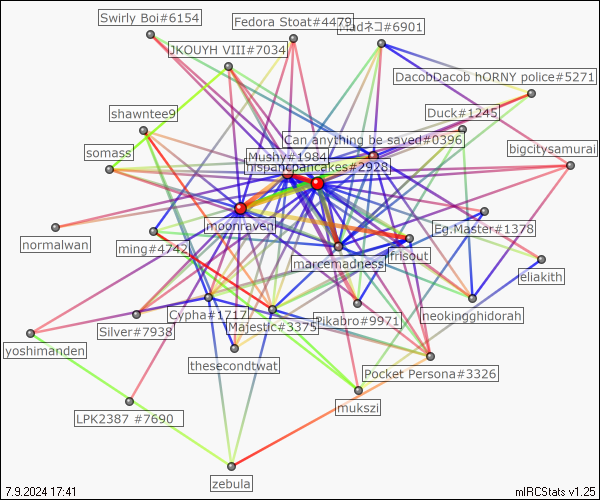 Swirly Boi#6154
Fedora Stoat#4479
Madネコ#6901
JKOUYH VIII#7034
DacobDacob hORNY police#5271
shawntee9
Duck#1245
Can anything be saved#0396
bigcitysamurai
somass
Mushy#1984
hispanicpancakes#2928
moonraven
Eg.Master#1378
normalwan
ming#4742
marcemadness
frisout
eliakith
Cypha#1717
Pikabro#9971
neokingghidorah
Silver#7938
Majestic#3375
yoshimanden
thesecondtwat
Pocket Persona#3326
mukszi
LPK2387 #7690
zebula
7.9.2024 17:41
mIRCStats v1.25